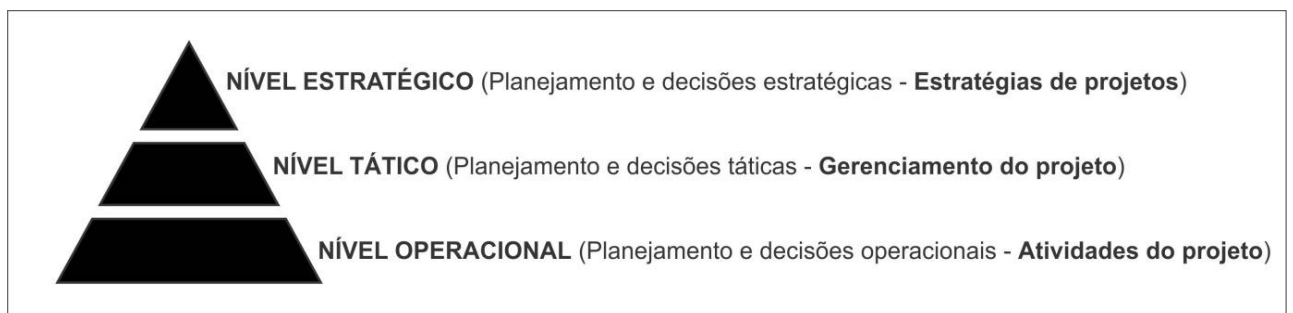 NÍVEL ESTRATÉGICO (Planejamento e decisões estratégicas - Estratégias de projetos)
NÍVEL TÁTICO (Planejamento e decisões táticas - Gerenciamento do projeto)
NÍVEL OPERACIONAL (Planejamento e decisões operacionais - Atividades do projeto)